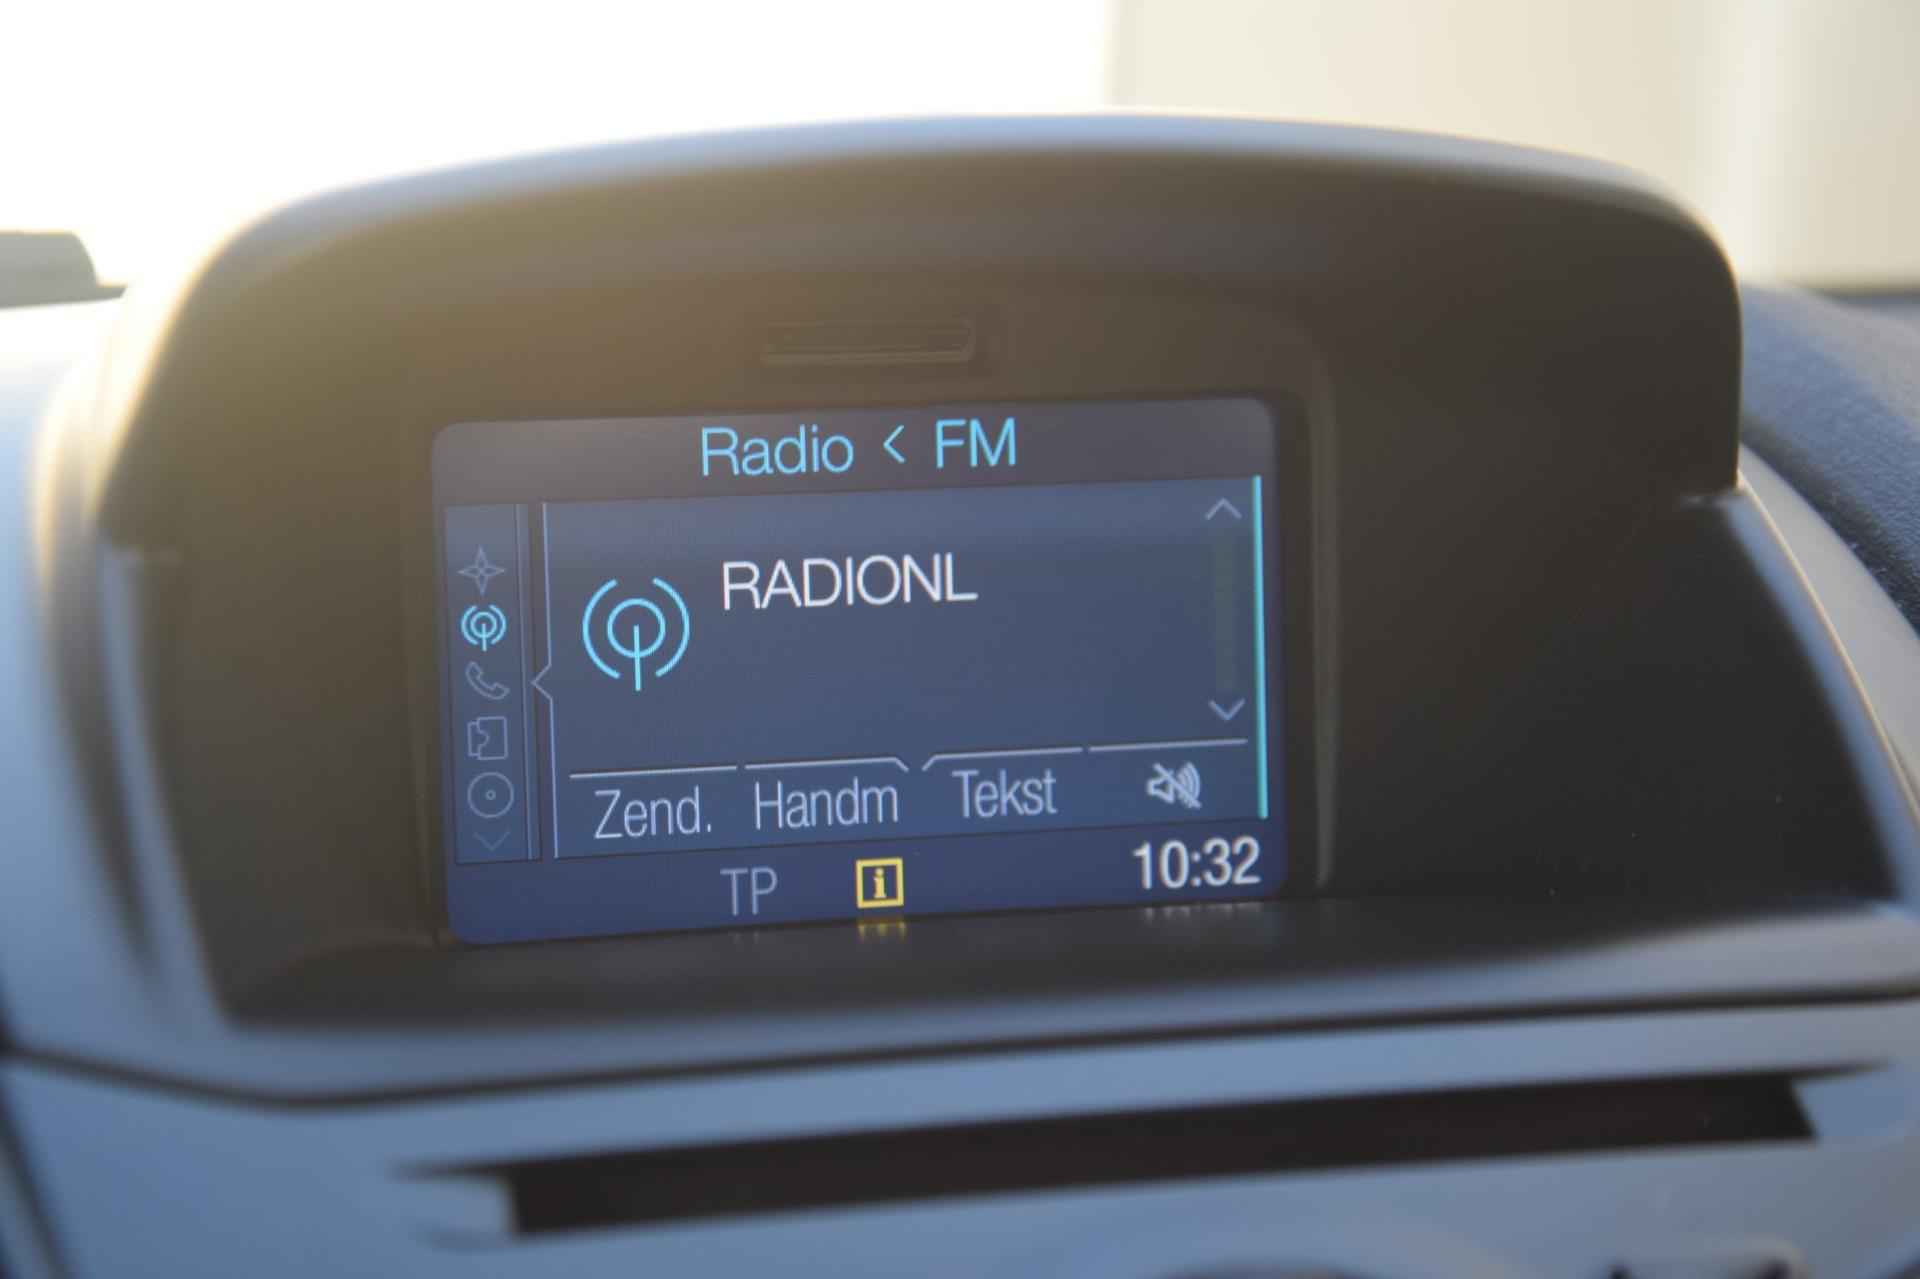 Radio < FM
RADIONL
Zend. Handm Tekst
TP i 10:32